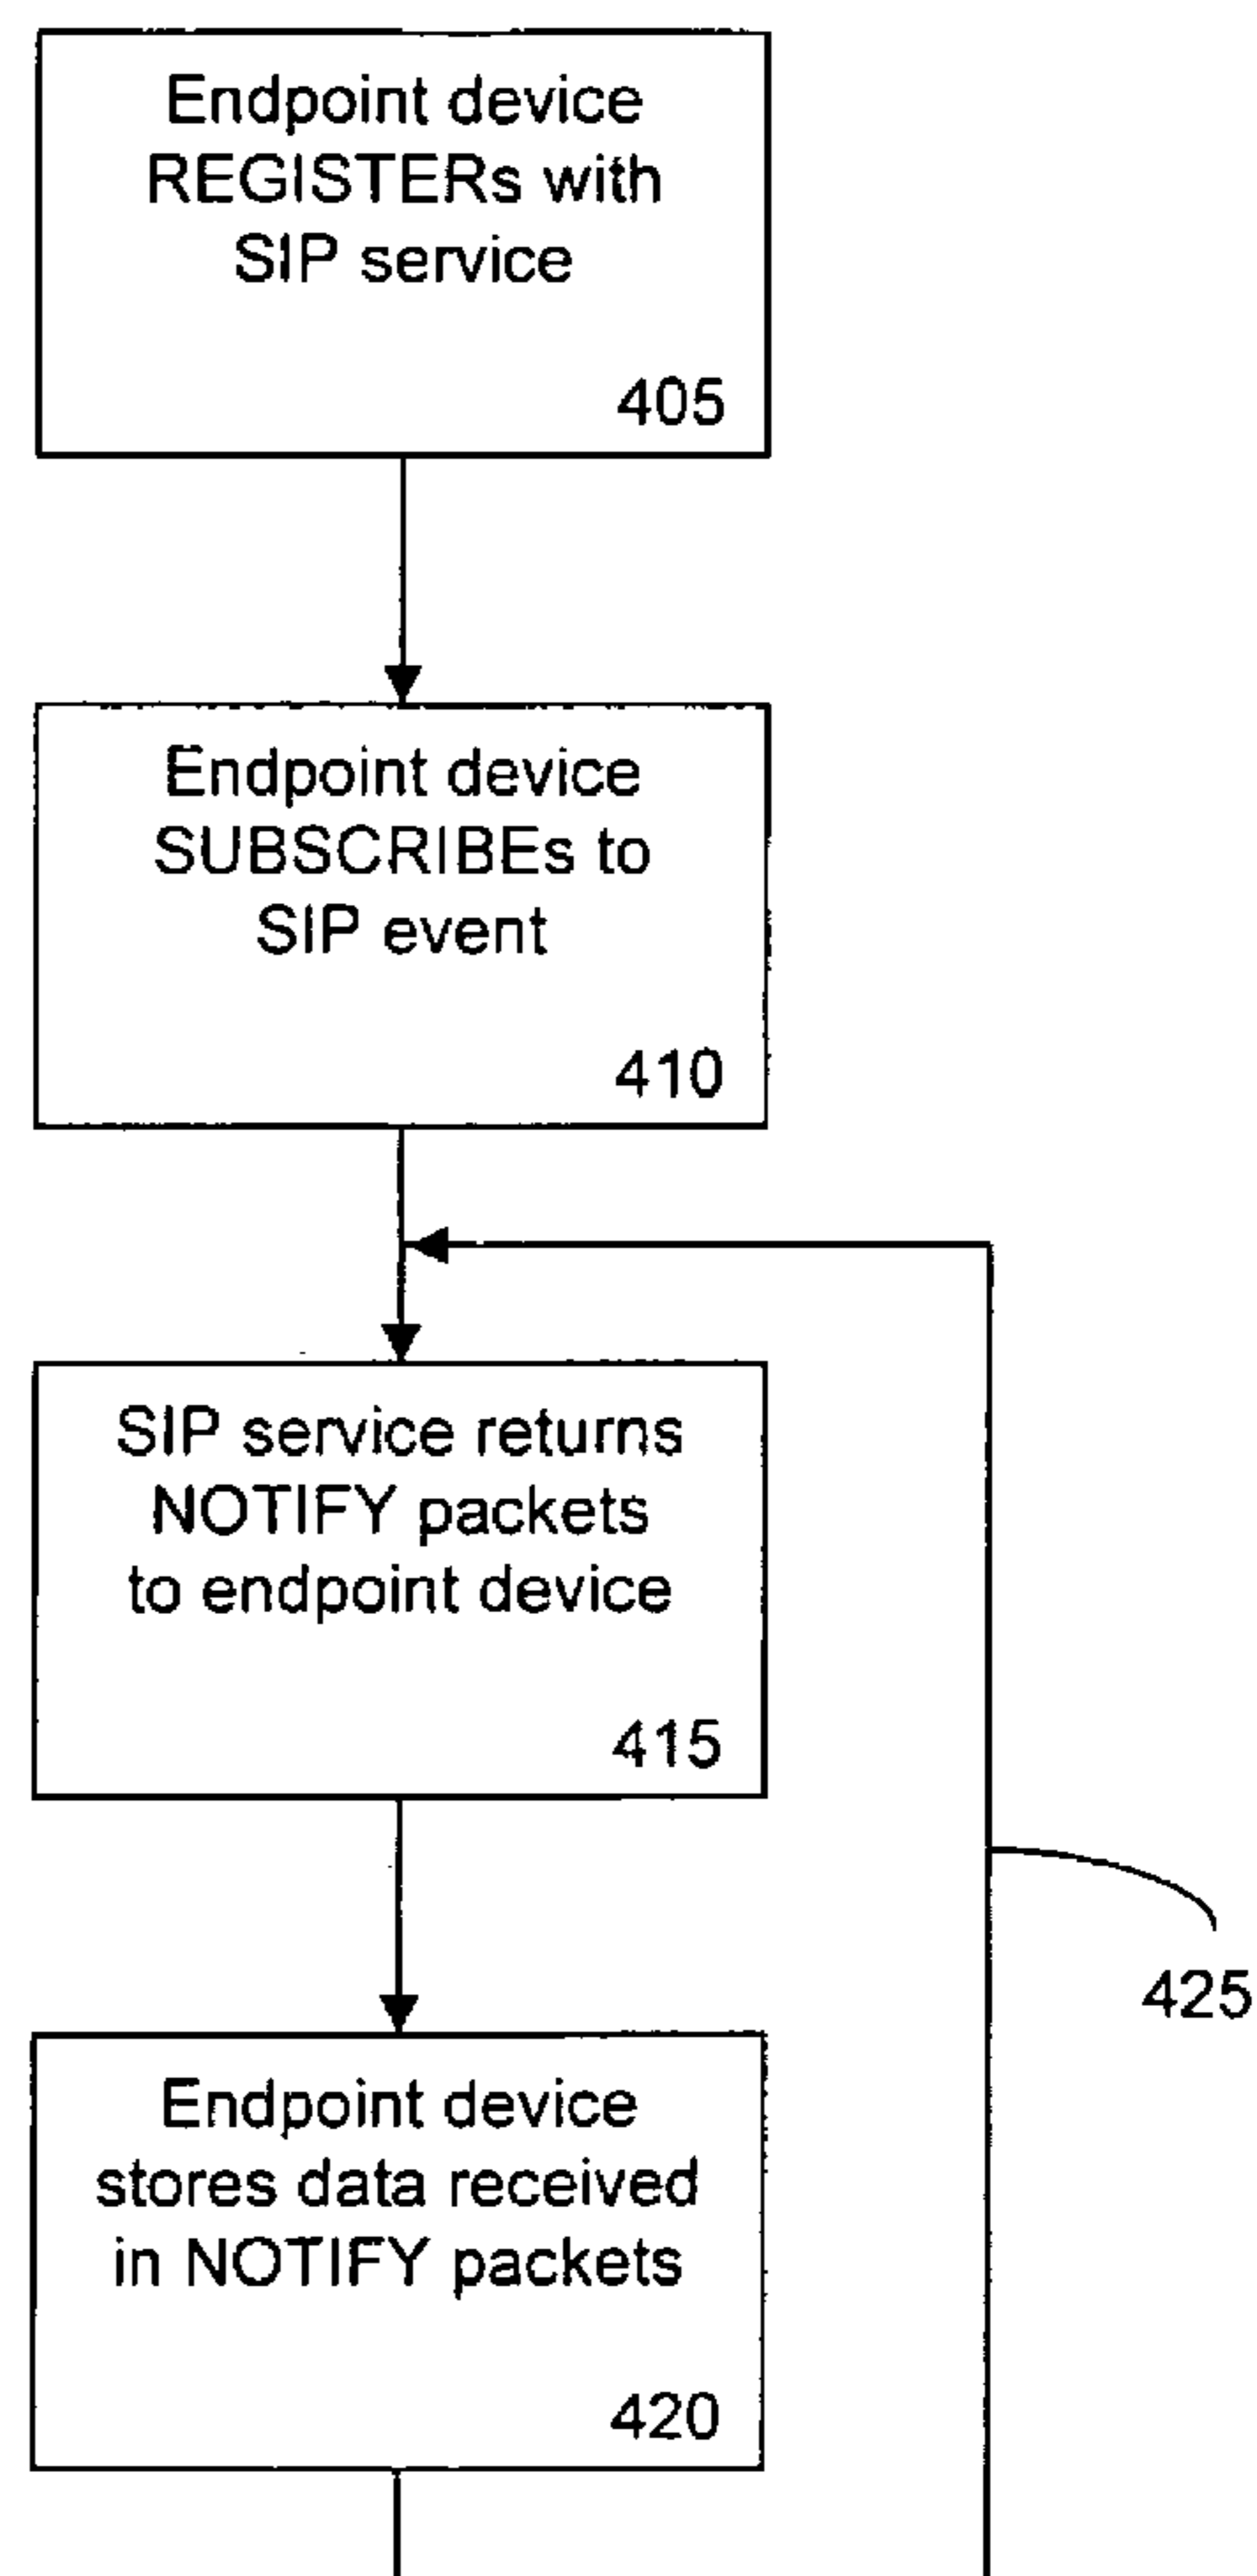 Endpoint device
REGISTERs with
SIP service
405
Endpoint device
SUBSCRIBEs to
SIP event
410
SIP service returns
NOTIFY packets
to endpoint device
415
425
Endpoint device
stores data received
in NOTIFY packets
420